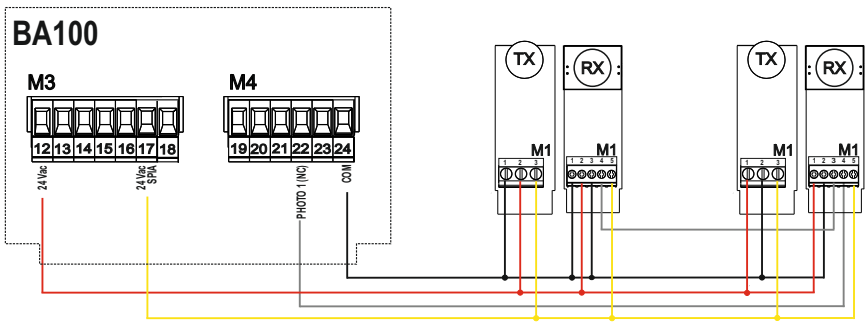 BA100
M3
M4
12 13 14 15 16 17 18
19 20 21 22 23 24
24 Vac
24 Vac
SPIA
PHOTO 1 (NC)
COM
TX
RX
TX
RX
M1
M1
M1
M1
1 2 3
1 2 3 4 5
1 2 3
1 2 3 4 5